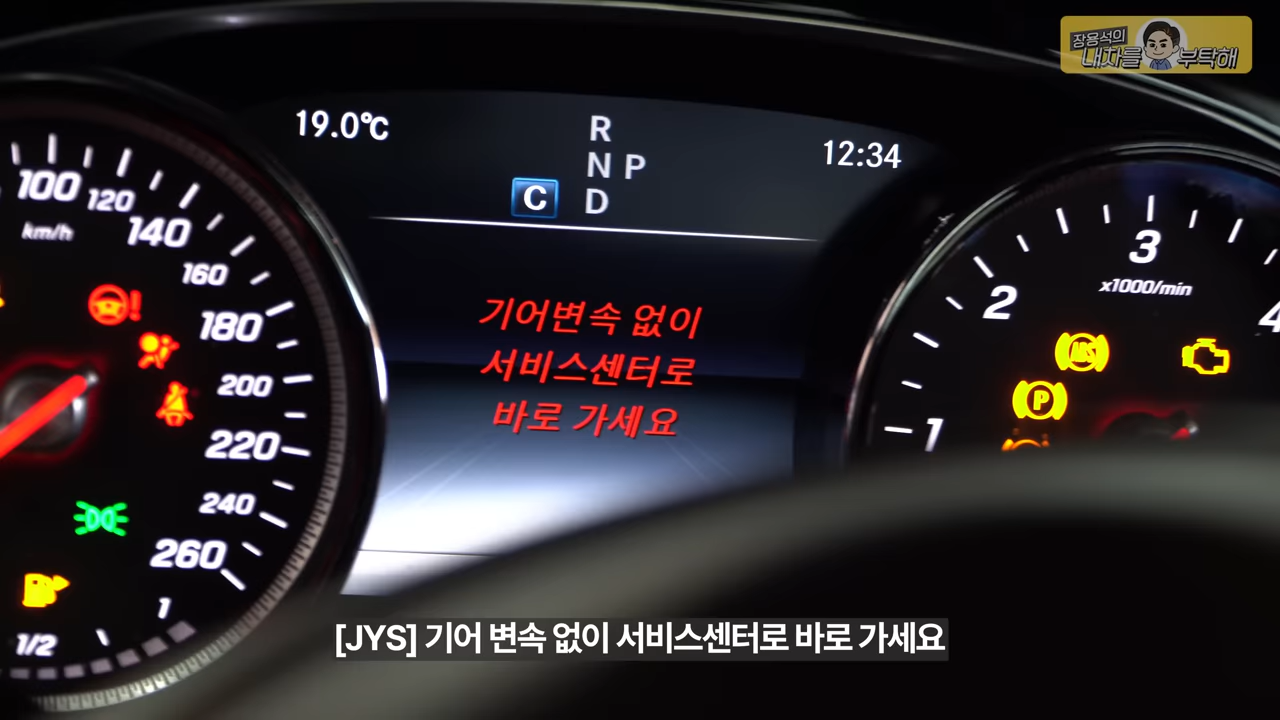 장용석의
내차를 부탁해
19.0℃
R
N P
C D
12:34
100
120
km/h
140
160
180
200
220
240
260
1
1/2
기어변속 없이
서비스센터로
바로 가세요
3
x1000/min
2
4
ABS
P
1
[JYS] 기어 변속 없이 서비스센터로 바로 가세요